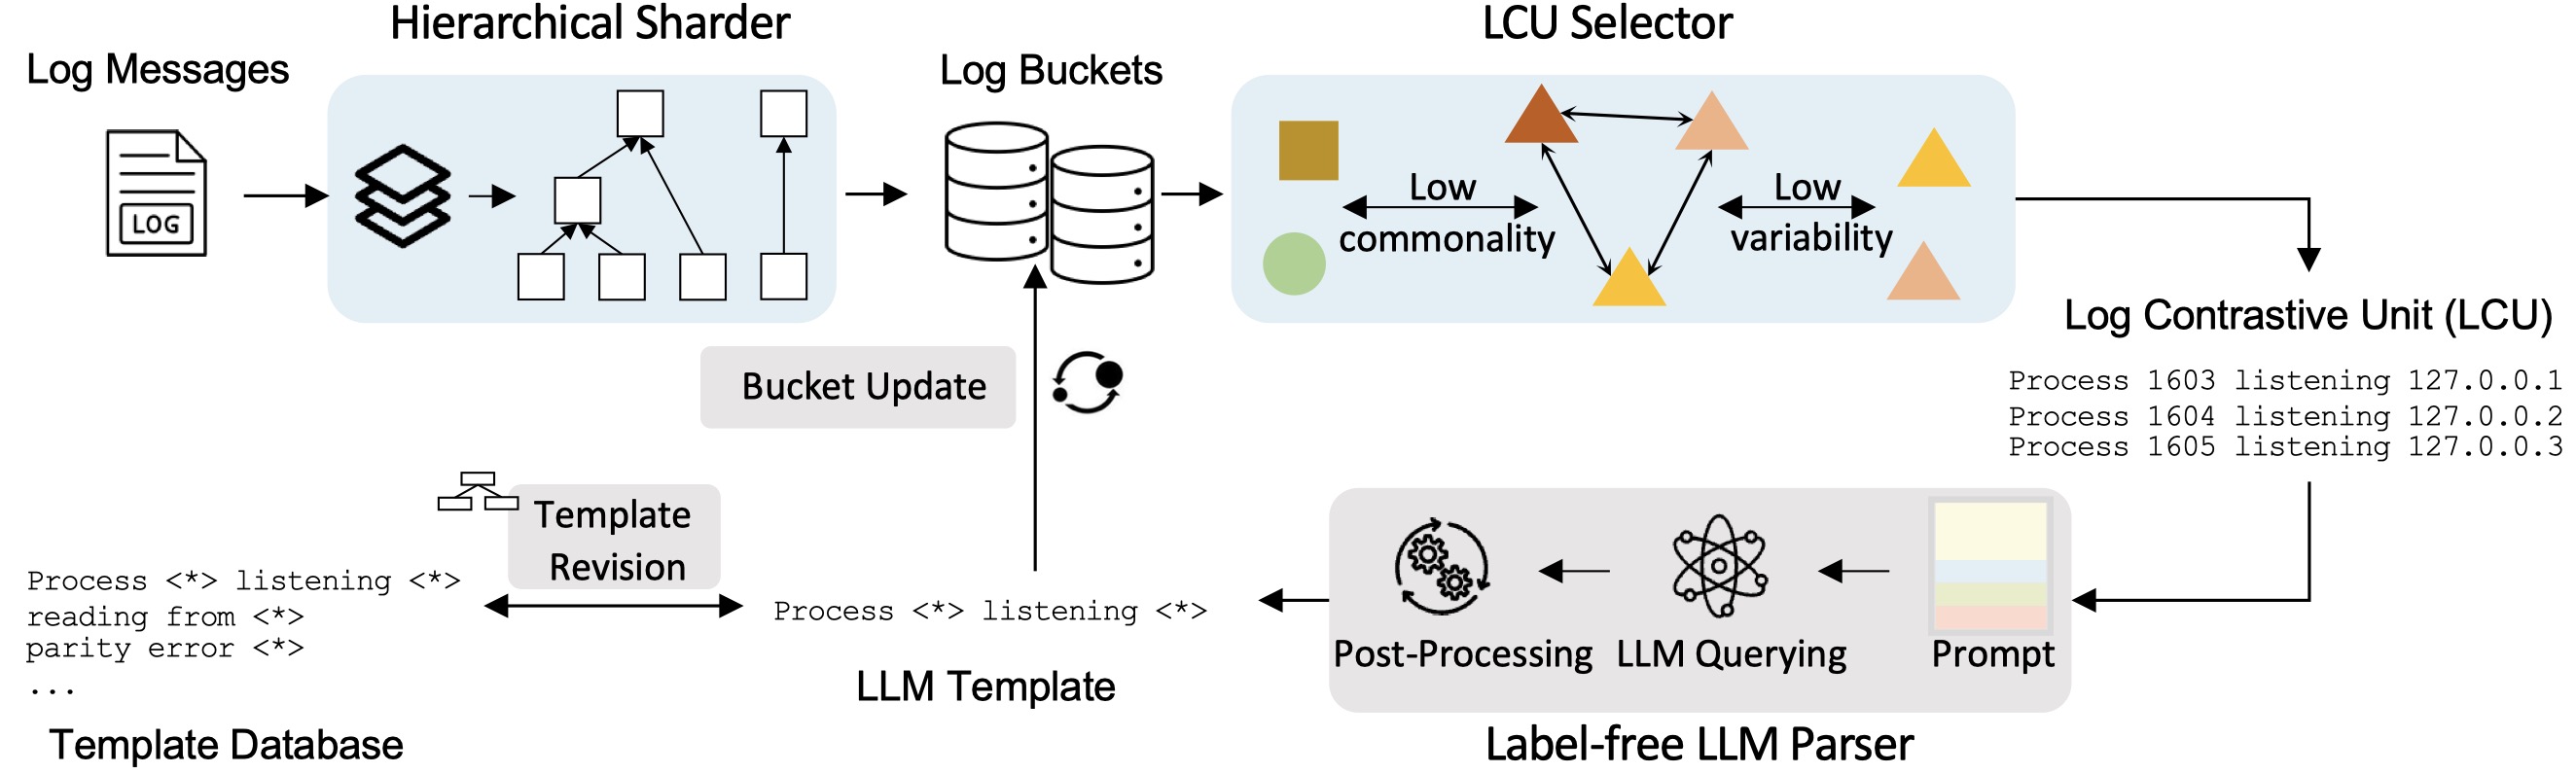 Hierarchical Sharder
LCU Selector
Log Messages
Log Buckets
LOG
Low
commonality
Low
variability
Log Contrastive Unit (LCU)
Process 1603 listening 127.0.0.1
Process 1604 listening 127.0.0.2
Process 1605 listening 127.0.0.3
Bucket Update
Template
Revision
Process <*> listening <*>
reading from <*>
parity error <*>
...
Template Database
Process <*> listening <*>
LLM Template
Post-Processing
LLM Querying
Prompt
Label-free LLM Parser